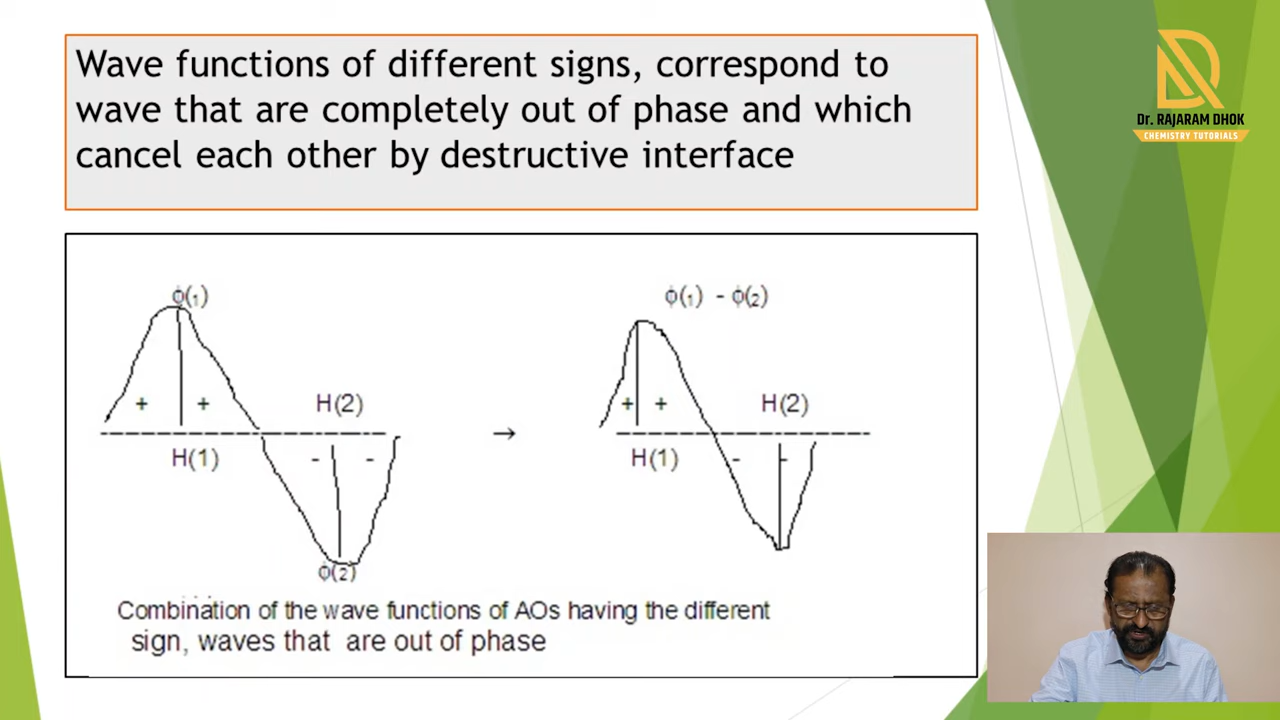 Wave functions of different signs, correspond to
wave that are completely out of phase and which
cancel each other by destructive interface
Dr. RAJARAM DHOK
CHEMISTRY TUTORIALS
ϕ(1)
ϕ(1) - ϕ(2)
+ +
H(2)
+ +
H(2)
→
H(1)
- -
H(1)
- -
ϕ(2)
Combination of the wave functions of AOs having the different
sign, waves that are out of phase